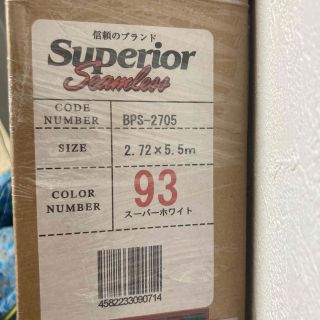 信頼のブランド
Superior
Seamless
CODE NUMBER BPS-2705
SIZE 2.72×5.5m
COLOR NUMBER 93
スーパーホワイト
4582233090714